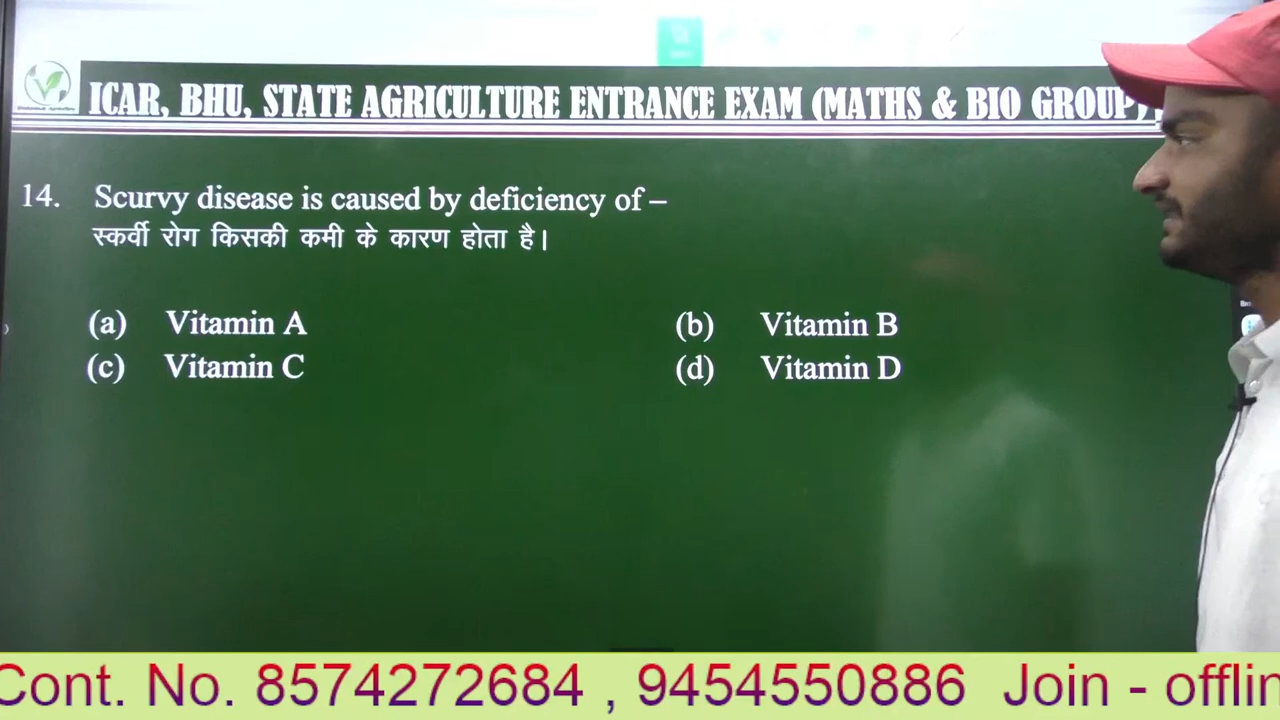 ICAR, BHU, STATE AGRICULTURE ENTRANCE EXAM (MATHS & BIO GROUP)
14. Scurvy disease is caused by deficiency of –
स्कर्वी रोग किसकी कमी के कारण होता है।
(a) Vitamin A (b) Vitamin B
(c) Vitamin C (d) Vitamin D
Cont. No. 8574272684 , 9454550886 Join - offlin